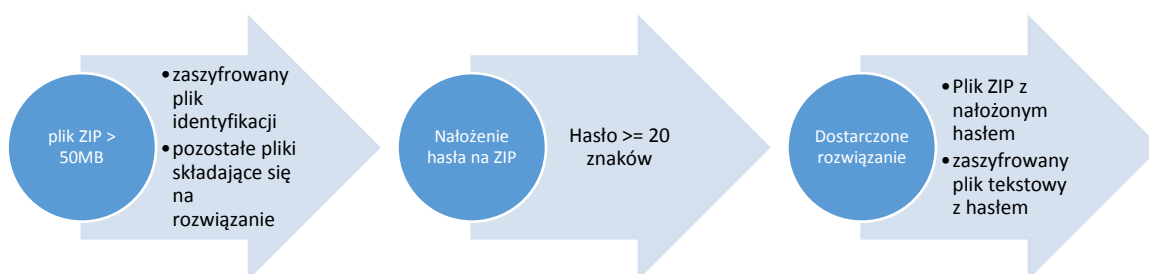 plik ZIP >
50MB
•zaszyfrowany
plik
identyfikacji
•pozostałe pliki
składające się
na
rozwiązanie
Nałożenie
hasła na ZIP
Hasło >= 20
znaków
Dostarczone
rozwiązanie
•Plik ZIP z
nałożonym
hasłem
•zaszyfrowany
plik tekstowy
z hasłem